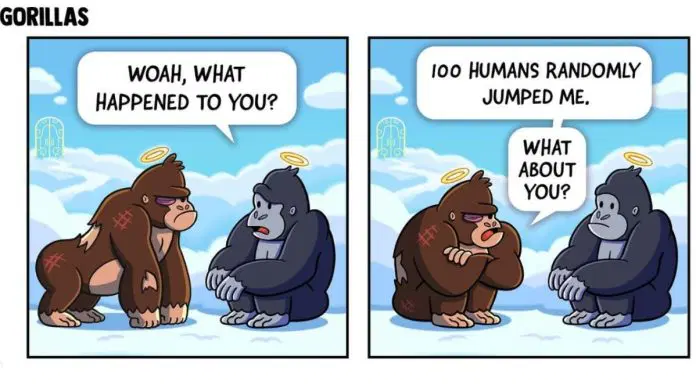 GORILLAS
WOAH, WHAT
HAPPENED TO YOU?
100 HUMANS RANDOMLY
JUMPED ME.
WHAT
ABOUT
YOU?